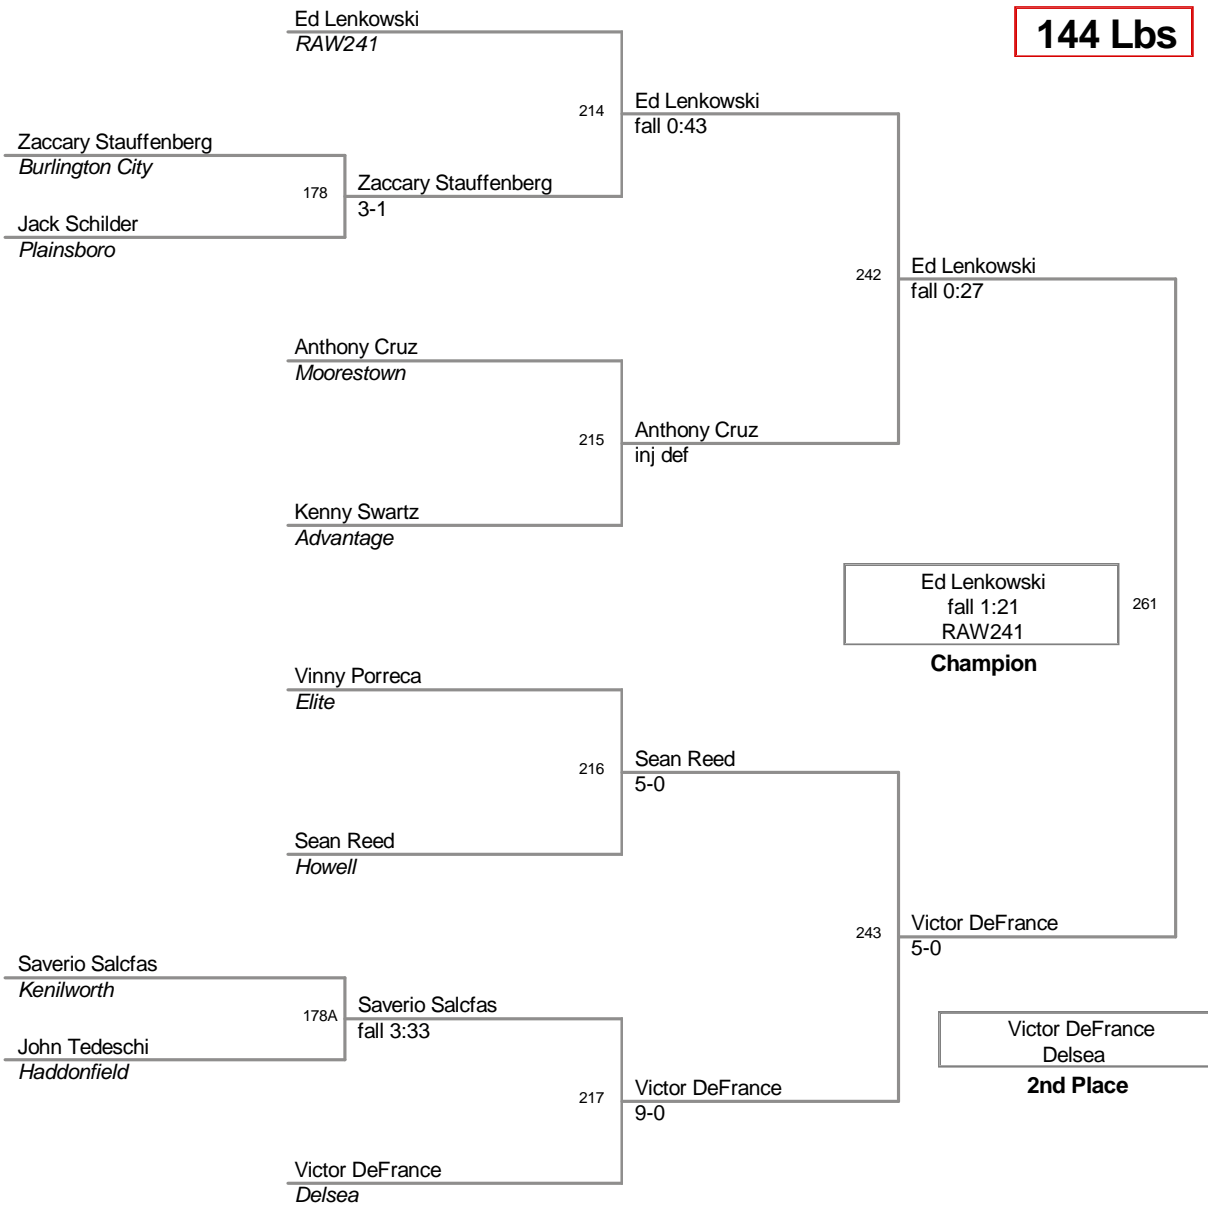 Ed Lenkowski
RAW241
144 Lbs
214
Ed Lenkowski
fall 0:43
Zaccary Stauffenberg
Burlington City
178
Zaccary Stauffenberg
3-1
Jack Schilder
Plainsboro
242
Ed Lenkowski
fall 0:27
Anthony Cruz
Moorestown
215
Anthony Cruz
inj def
Kenny Swartz
Advantage
Ed Lenkowski
fall 1:21
RAW241
261
Champion
Vinny Porreca
Elite
216
Sean Reed
5-0
Sean Reed
Howell
243
Victor DeFrance
5-0
Saverio Salcfas
Kenilworth
178A
Saverio Salcfas
fall 3:33
John Tedeschi
Haddonfield
Victor DeFrance
Delsea
2nd Place
217
Victor DeFrance
9-0
Victor DeFrance
Delsea